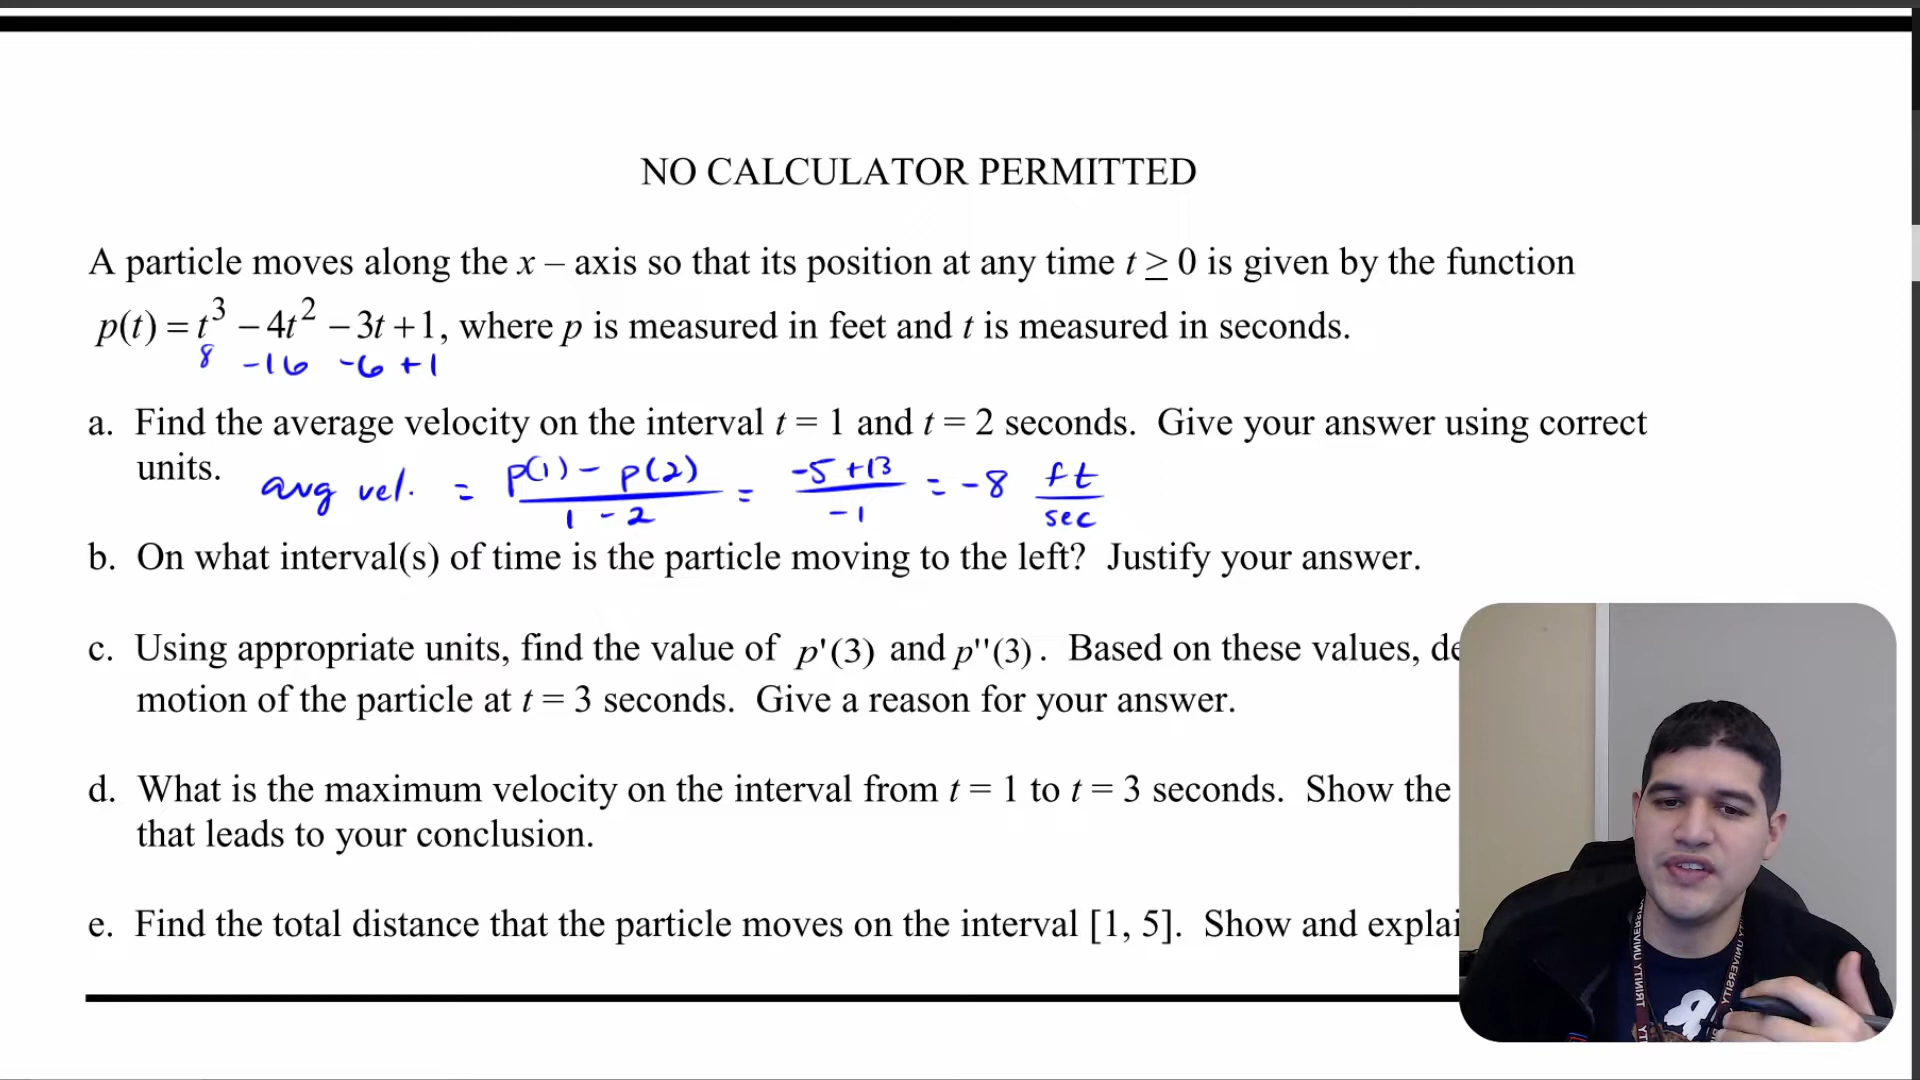 NO CALCULATOR PERMITTED
A particle moves along the x – axis so that its position at any time t ≥ 0 is given by the function
p(t) = t³ − 4t² − 3t + 1, where p is measured in feet and t is measured in seconds.
8 -16 -6 +1
a. Find the average velocity on the interval t = 1 and t = 2 seconds. Give your answer using correct
units.
avg vel. = p(1) - p(2) / 1 - 2 = -5 +13 / -1 = -8 ft / sec
b. On what interval(s) of time is the particle moving to the left? Justify your answer.
c. Using appropriate units, find the value of p'(3) and p''(3). Based on these values, de
motion of the particle at t = 3 seconds. Give a reason for your answer.
d. What is the maximum velocity on the interval from t = 1 to t = 3 seconds. Show the
that leads to your conclusion.
e. Find the total distance that the particle moves on the interval [1, 5]. Show and explai
TRINITY UNIVERSITY